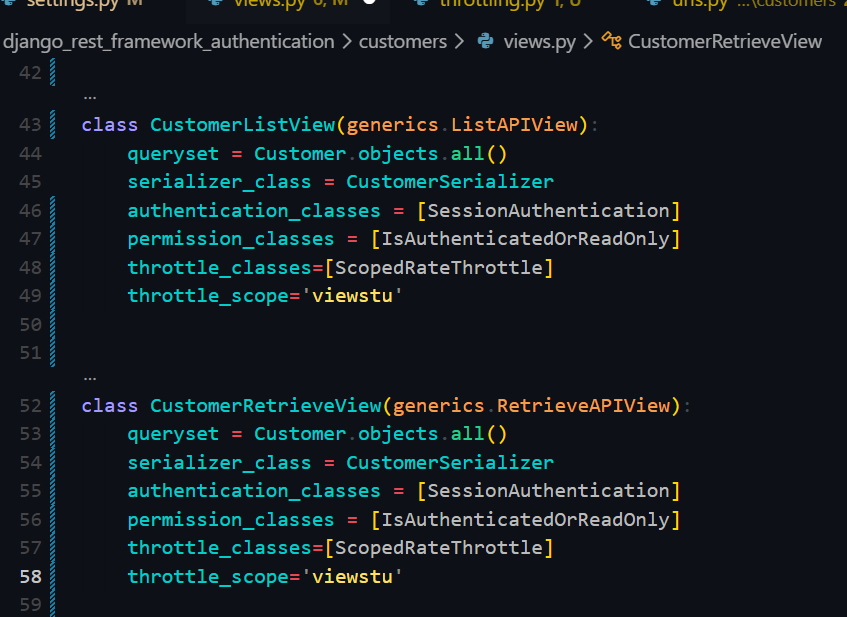 settings.py M views.py 6, M throttling.py 1, U urls.py ...\customers
django_rest_framework_authentication > customers > views.py > CustomerRetrieveView
42
...
43 class CustomerListView(generics.ListAPIView):
44 queryset = Customer.objects.all()
45 serializer_class = CustomerSerializer
46 authentication_classes = [SessionAuthentication]
47 permission_classes = [IsAuthenticatedOrReadOnly]
48 throttle_classes=[ScopedRateThrottle]
49 throttle_scope='viewstu'
50
51
...
52 class CustomerRetrieveView(generics.RetrieveAPIView):
53 queryset = Customer.objects.all()
54 serializer_class = CustomerSerializer
55 authentication_classes = [SessionAuthentication]
56 permission_classes = [IsAuthenticatedOrReadOnly]
57 throttle_classes=[ScopedRateThrottle]
58 throttle_scope='viewstu'
59